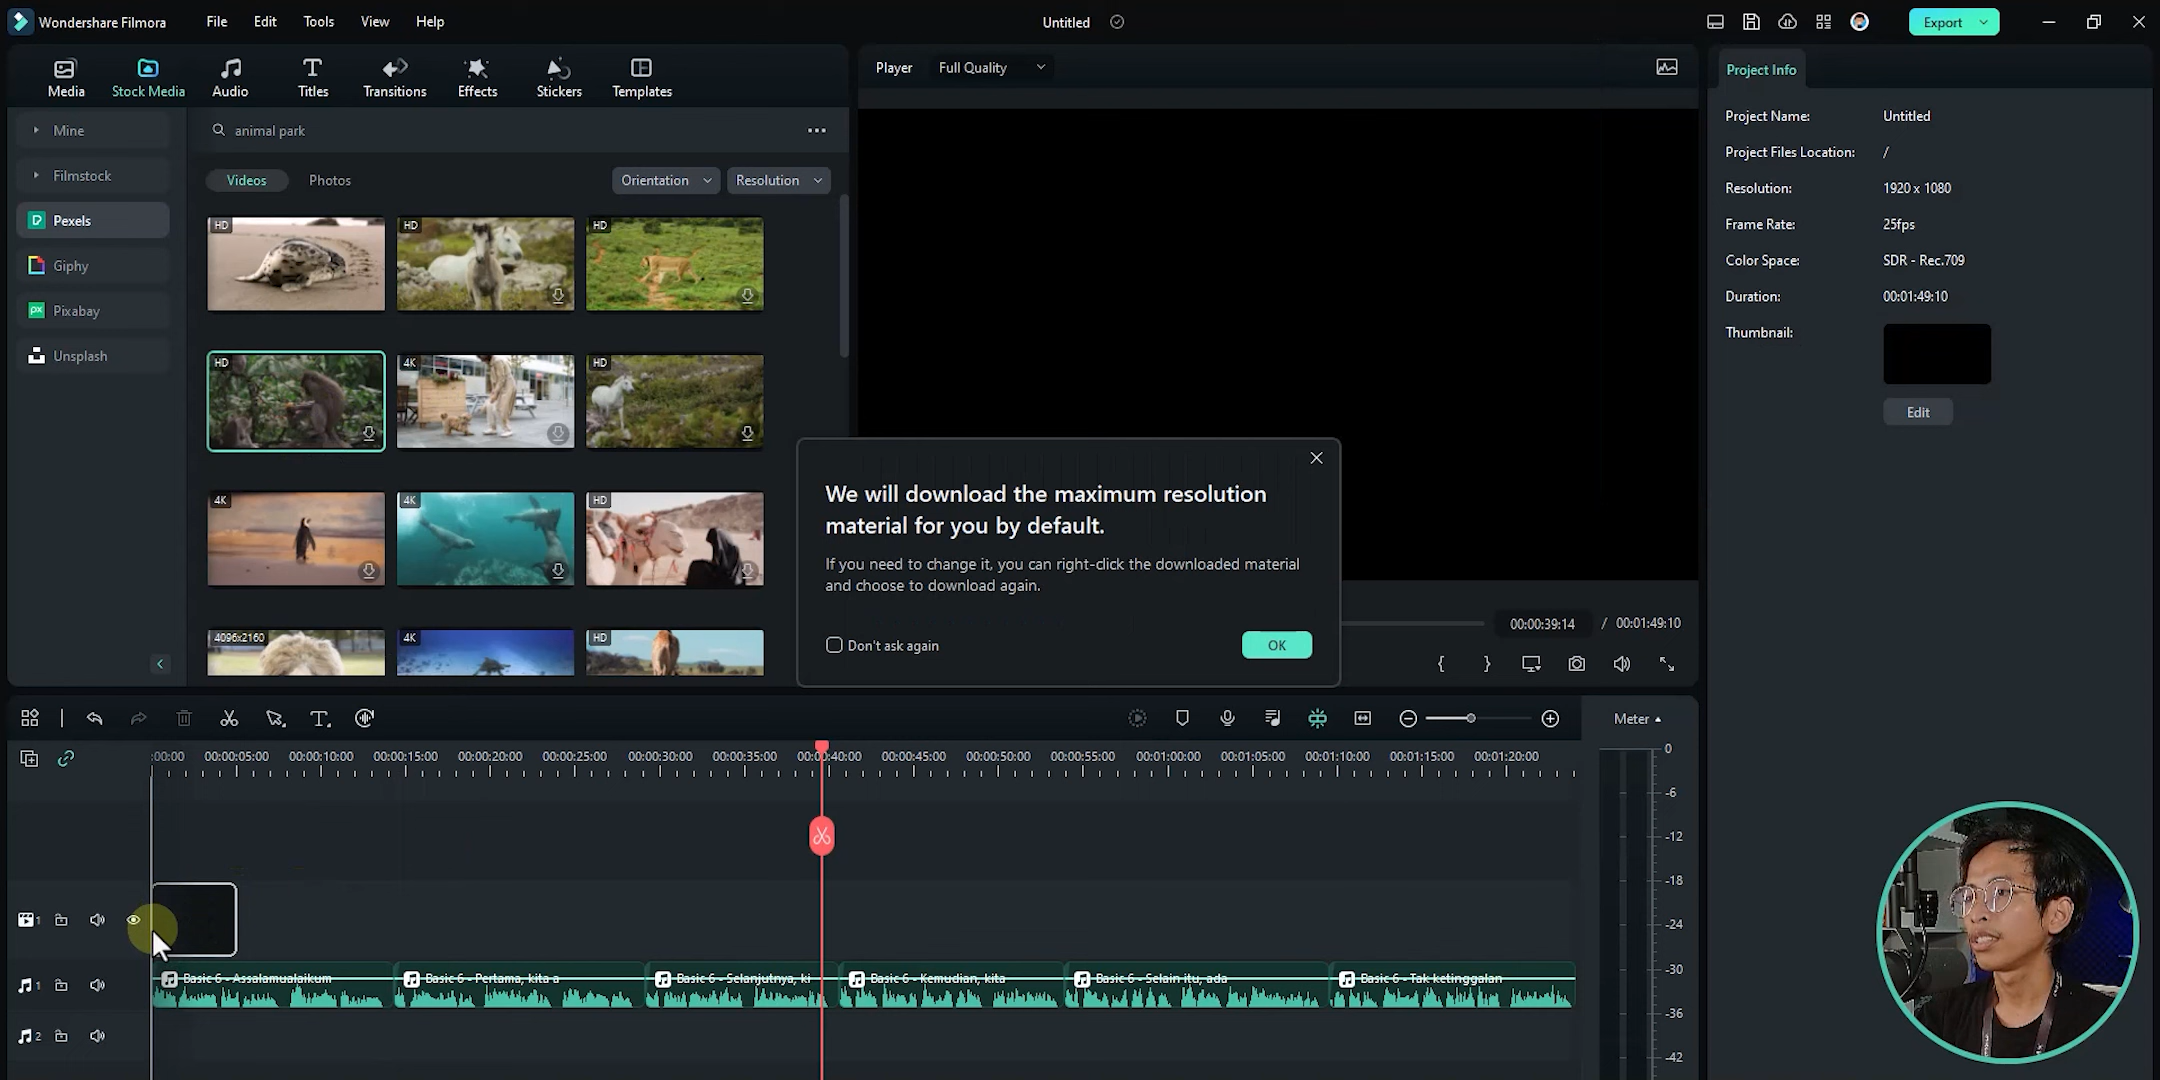 Wondershare Filmora
File
Edit
Tools
View
Help
Untitled
Export
Media
Stock Media
Audio
Titles
Transitions
Effects
Stickers
Templates
Player
Full Quality
Project Info
Mine
Filmstock
Pexels
Giphy
Pixabay
Unsplash
animal park
Videos
Photos
Orientation
Resolution
HD
HD
HD
HD
4K
HD
4K
4K
HD
4096x2160
4K
HD
Project Name:
Untitled
Project Files Location:
/
Resolution:
1920 x 1080
Frame Rate:
25fps
Color Space:
SDR - Rec.709
Duration:
00:01:49:10
Thumbnail:
Edit
We will download the maximum resolution
material for you by default.
If you need to change it, you can right-click the downloaded material
and choose to download again.
Don't ask again
OK
00:00:39:14 / 00:01:49:10
{ }
Meter
:00:00
00:00:05:00
00:00:10:00
00:00:15:00
00:00:20:00
00:00:25:00
00:00:30:00
00:00:35:00
00:00:40:00
00:00:45:00
00:00:50:00
00:00:55:00
00:01:00:00
00:01:05:00
00:01:10:00
00:01:15:00
00:01:20:00
0
-6
-12
-18
-24
-30
-36
-42
1
Basic 6 - Assalamualaikum
Basic 6 - Pertama, kita a
Basic 6 - Selanjutnya, ki
Basic 6 - Kemudian, kita
Basic 6 - Selain itu, ada
Basic 6 - Tak ketinggalan
1
2